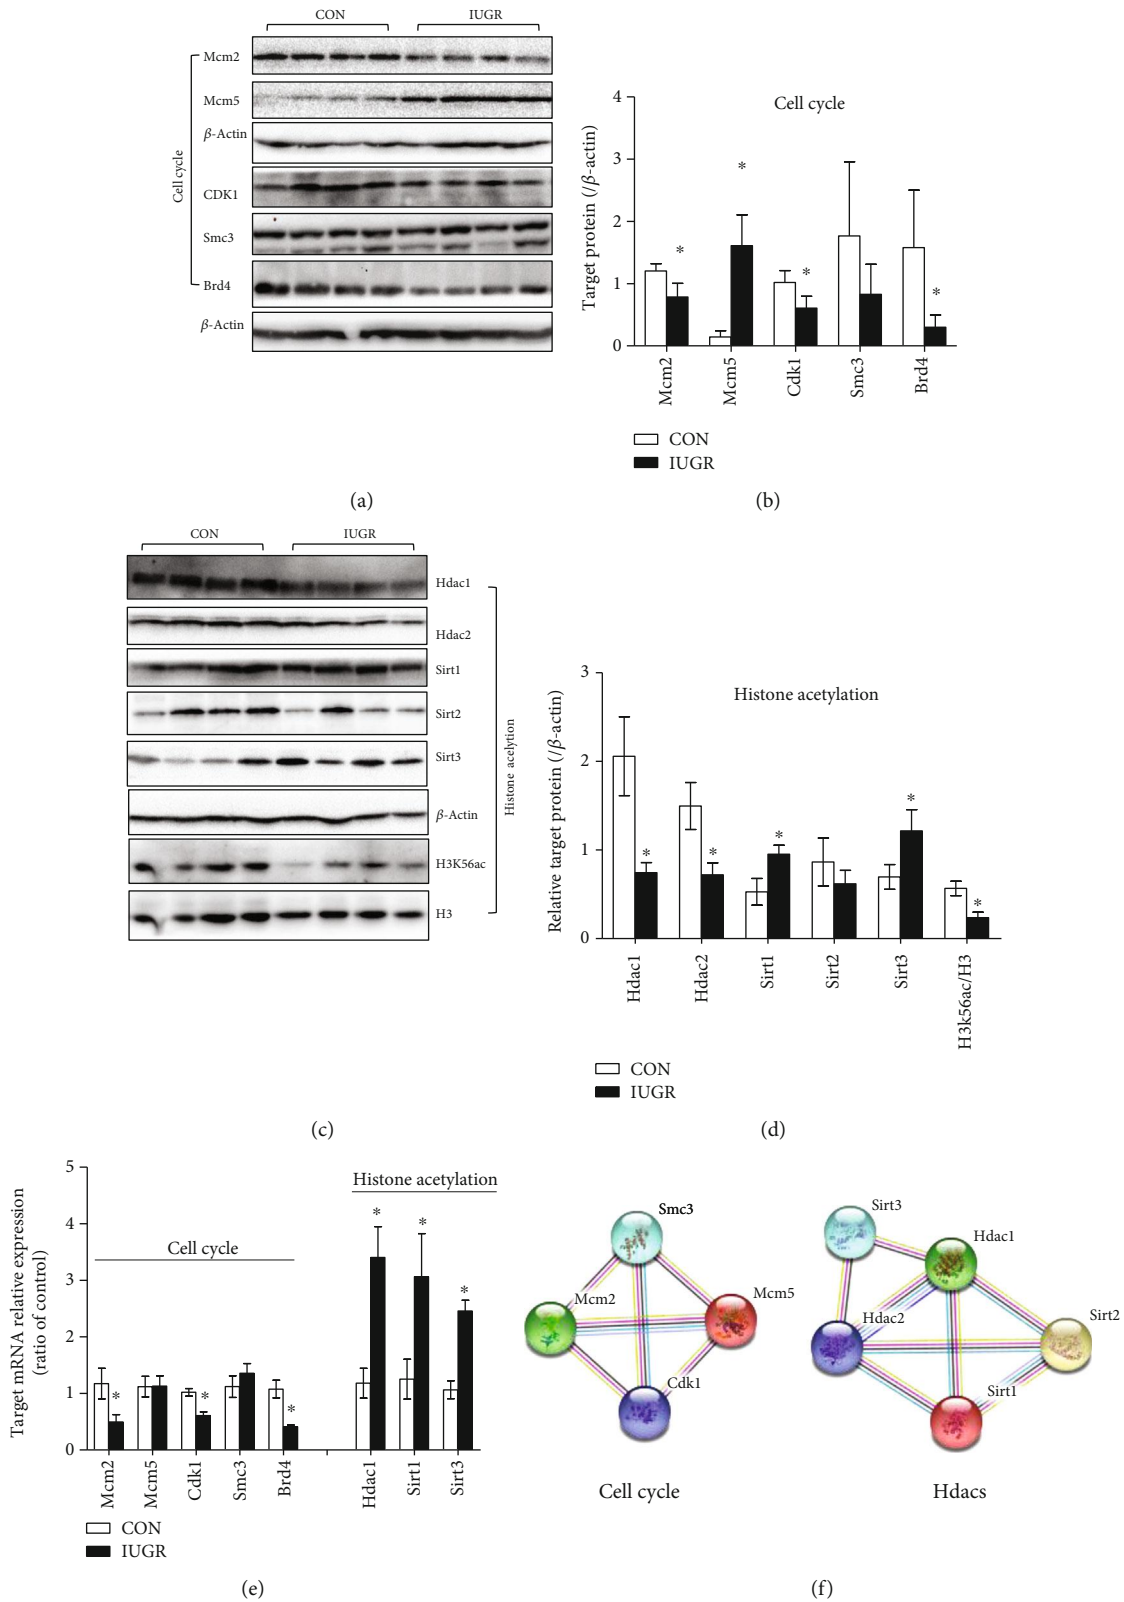 CON IUGR
Mcm2
Mcm5
β-Actin
CDK1
Smc3
Brd4
β-Actin
Cell cycle
(a)
Cell cycle
Target protein (/β-actin)
4
3
2
1
0
*
*
*
*
Mcm2 Mcm5 Cdk1 Smc3 Brd4
CON
IUGR
(b)
CON IUGR
Hdac1
Hdac2
Sirt1
Sirt2
Sirt3
β-Actin
H3K56ac
H3
Histone acelytion
(c)
Histone acetylation
Relative target protein (/β-actin)
3
2
1
0
*
*
*
*
*
Hdac1 Hdac2 Sirt1 Sirt2 Sirt3 H3k56ac/H3
CON
IUGR
(d)
Target mRNA relative expression
(ratio of control)
5
4
3
2
1
0
Cell cycle
Histone acetylation
*
*
*
*
*
*
Mcm2 Mcm5 Cdk1 Smc3 Brd4 Hdac1 Sirt1 Sirt3
CON
IUGR
(e)
Smc3
Mcm2
Mcm5
Cdk1
Cell cycle
Sirt3
Hdac1
Hdac2
Sirt2
Sirt1
Hdacs
(f)